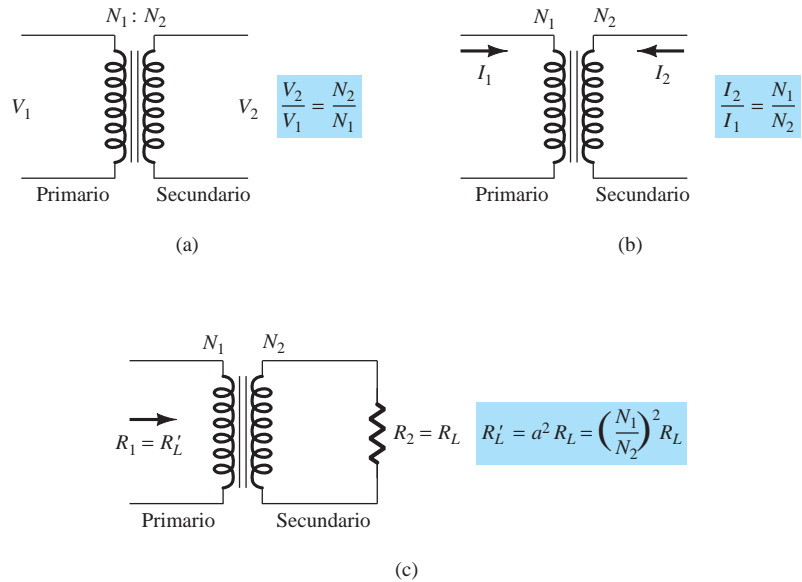 N₁ : N₂
V₁
V₂
V₂/V₁ = N₂/N₁
Primario
Secundario
(a)
N₁
N₂
I₁
I₂
I₂/I₁ = N₁/N₂
Primario
Secundario
(b)
N₁
N₂
R₁ = R′L
R₂ = RL
R′L = a² RL = (N₁/N₂)² RL
Primario
Secundario
(c)